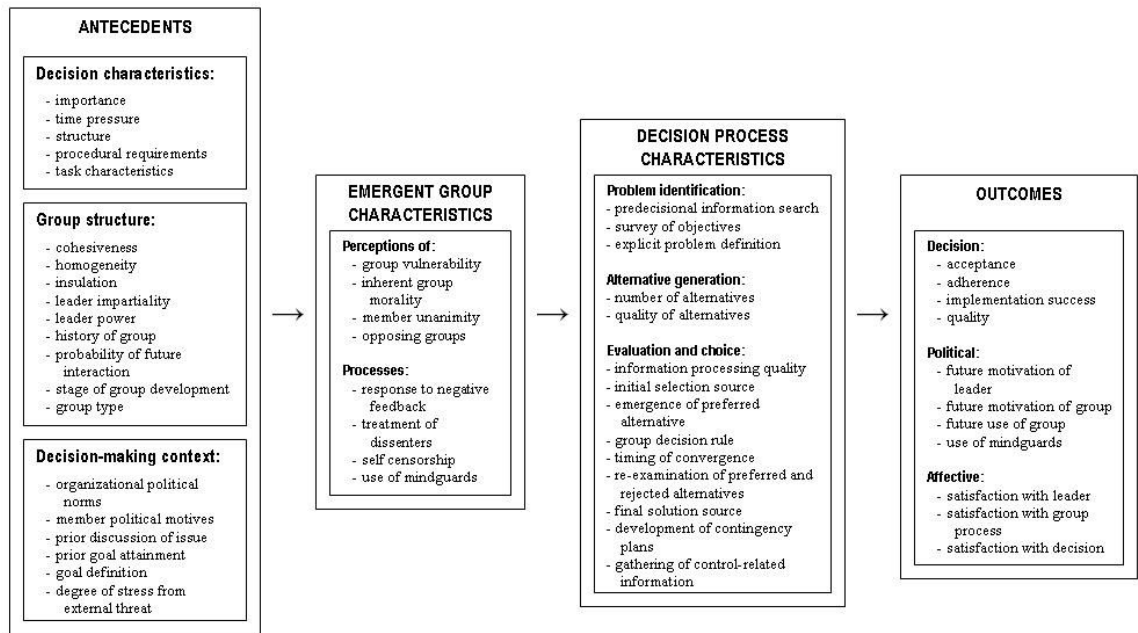 ANTECEDENTS
Decision characteristics:
- importance
- time pressure
- structure
- procedural requirements
- task characteristics
Group structure:
- cohesiveness
- homogeneity
- insulation
- leader impartiality
- leader power
- history of group
- probability of future
interaction
- stage of group development
- group type
Decision-making context:
- organizational political
norms
- member political motives
- prior discussion of issue
- prior goal attainment
- goal definition
- degree of stress from
external threat
→
EMERGENT GROUP
CHARACTERISTICS
Perceptions of:
- group vulnerability
- inherent group
morality
- member unanimity
- opposing groups
Processes:
- response to negative
feedback
- treatment of
dissenters
- self censorship
- use of mindguards
→
DECISION PROCESS
CHARACTERISTICS
Problem identification:
- predecisional information search
- survey of objectives
- explicit problem definition
Alternative generation:
- number of alternatives
- quality of alternatives
Evaluation and choice:
- information processing quality
- initial selection source
- emergence of preferred
alternative
- group decision rule
- timing of convergence
- re-examination of preferred and
rejected alternatives
- final solution source
- development of contingency
plans
- gathering of control-related
information
→
OUTCOMES
Decision:
- acceptance
- adherence
- implementation success
- quality
Political:
- future motivation of
leader
- future motivation of group
- future use of group
- use of mindguards
Affective:
- satisfaction with leader
- satisfaction with group
process
- satisfaction with decision